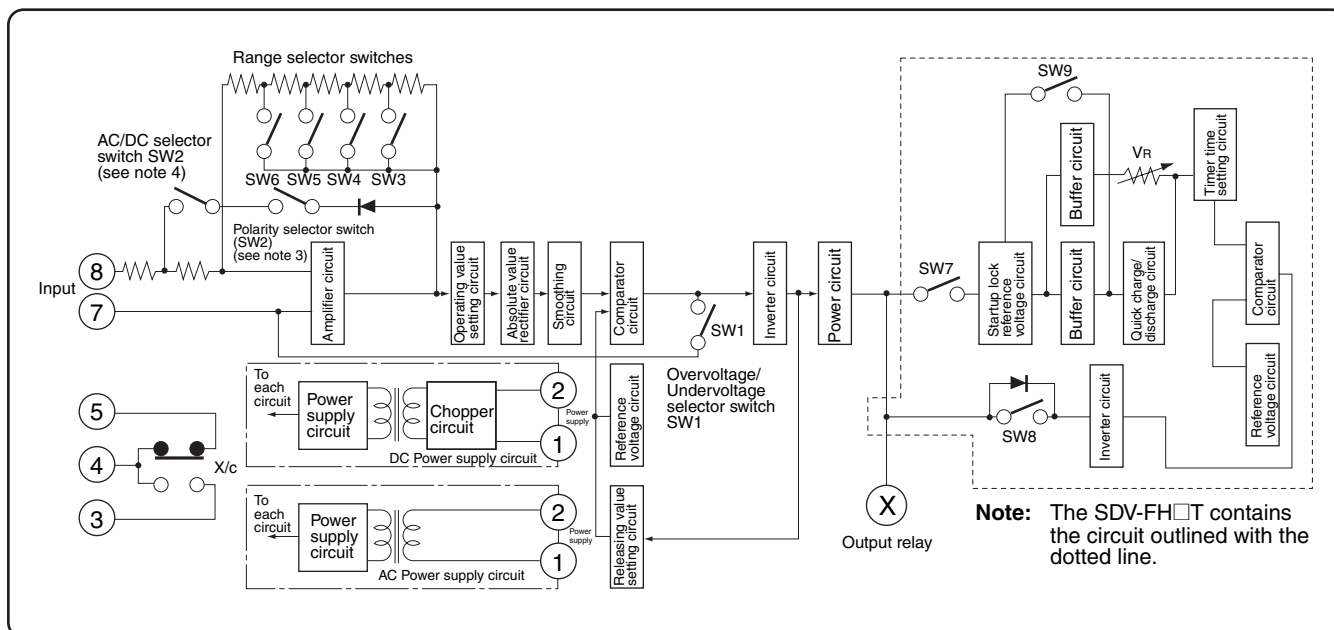 Range selector switches
SW6
SW5
SW4
SW3
AC/DC selector
switch SW2
(see note 4)
Polarity selector switch
(SW2)
(see note 3)
Input
8
7
Amplifier circuit
Operating value
setting circuit
Absolute value
rectifier circuit
Smoothing
circuit
Comparator
circuit
SW1
Overvoltage/
Undervoltage
selector switch
SW1
Inverter circuit
Power circuit
SW7
SW9
Startup lock
reference
voltage circuit
Buffer circuit
Buffer circuit
VR
Quick charge/
discharge circuit
Timer time
setting circuit
Comparator
circuit
Reference
voltage circuit
SW8
Inverter circuit
X
Output relay
5
4
3
X/c
To
each
circuit
Power
supply
circuit
Chopper
circuit
2
1
Power
supply
DC Power supply circuit
Reference
voltage circuit
To
each
circuit
Power
supply
circuit
2
1
Power
supply
AC Power supply circuit
Releasing value
setting circuit
Note: The SDV-FH□T contains
the circuit outlined with the
dotted line.